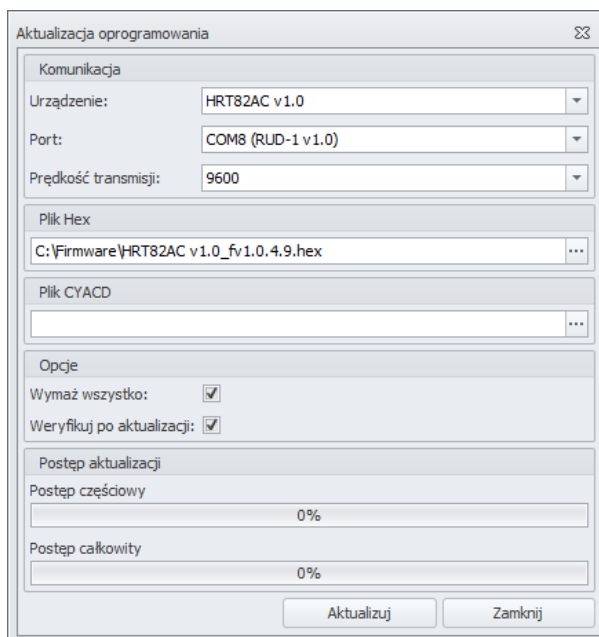 Aktualizacja oprogramowania
Komunikacja
Urządzenie: HRT82AC v1.0
Port: COM8 (RUD-1 v1.0)
Prędkość transmisji: 9600
Plik Hex
C:\Firmware\HRT82AC v1.0_fv1.0.4.9.hex ...
Plik CYACD
...
Opcje
Wymaż wszystko:
Weryfikuj po aktualizacji:
Postęp aktualizacji
Postęp częściowy
0%
Postęp całkowity
0%
Aktualizuj Zamknij